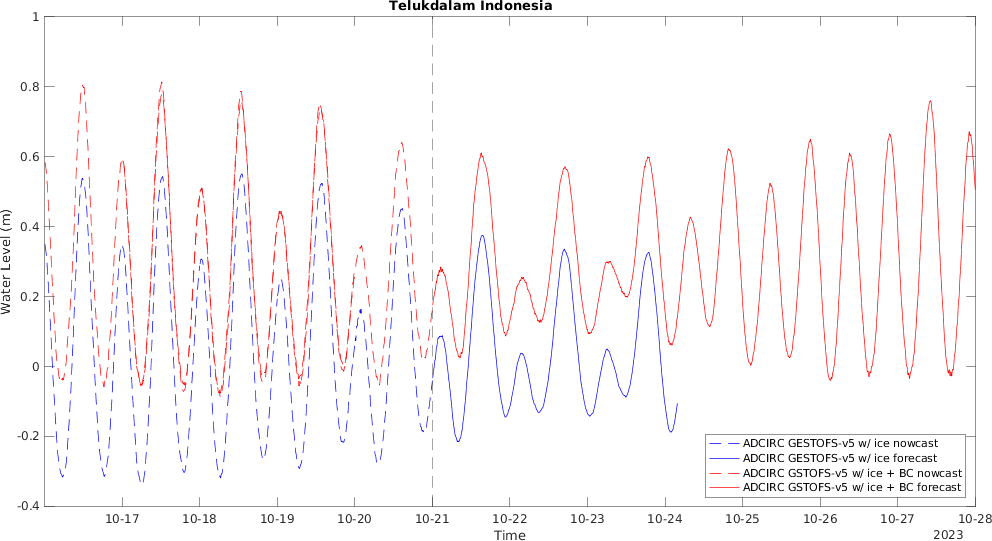 Telukdalam Indonesia
1
0.8
0.6
0.4
0.2
0
-0.2
-0.4
Water Level (m)
ADCIRC GESTOFS-v5 w/ ice nowcast
ADCIRC GESTOFS-v5 w/ ice forecast
ADCIRC GSTOFS-v5 w/ ice + BC nowcast
ADCIRC GSTOFS-v5 w/ ice + BC forecast
10-17 10-18 10-19 10-20 10-21 10-22 10-23 10-24 10-25 10-26 10-27 10-28
Time
2023